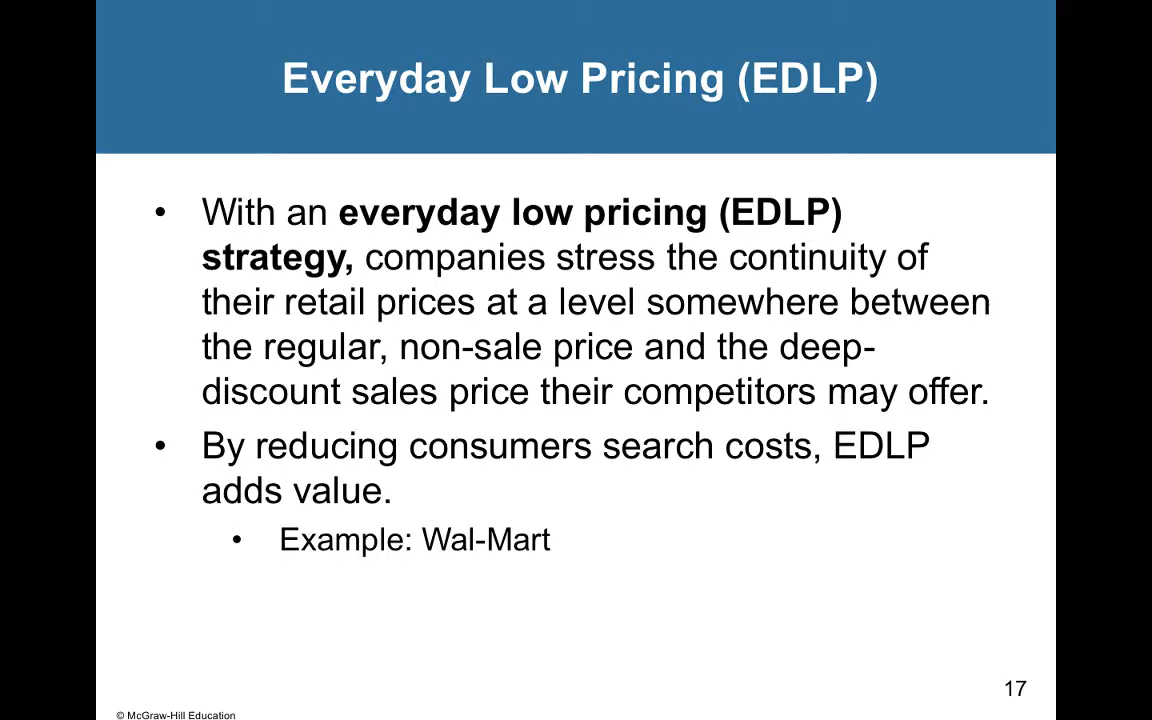 Everyday Low Pricing (EDLP)
• With an everyday low pricing (EDLP)
strategy, companies stress the continuity of
their retail prices at a level somewhere between
the regular, non-sale price and the deep-
discount sales price their competitors may offer.
• By reducing consumers search costs, EDLP
adds value.
• Example: Wal-Mart
17
© McGraw-Hill Education